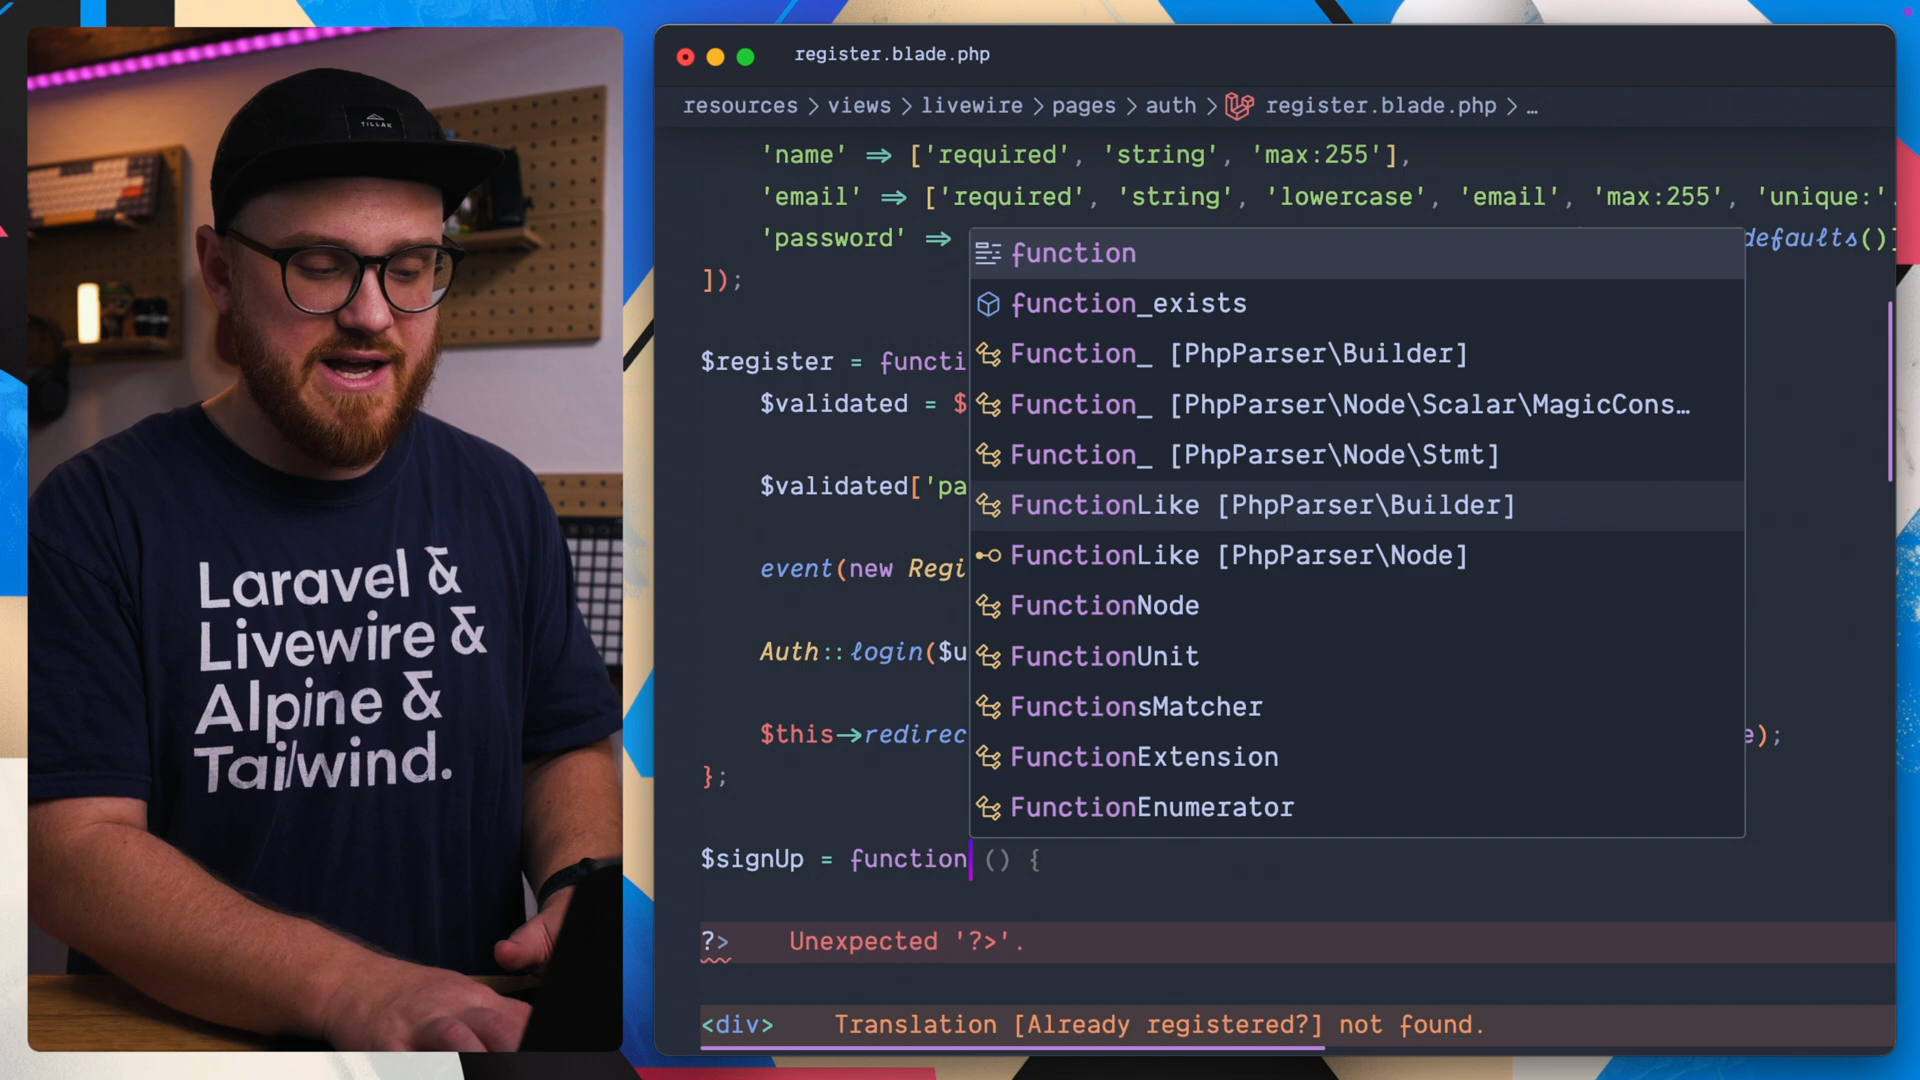 TILLAK
Laravel &
Livewire &
Alpine &
Tailwind.
register.blade.php
resources > views > livewire > pages > auth > register.blade.php > …
'name' => ['required', 'string', 'max:255'],
'email' => ['required', 'string', 'lowercase', 'email', 'max:255', 'unique:'.
'password' => defaults()]
]);
$register = functi
$validated = $
$validated['pa
event(new Regi
Auth::login($u
$this->redirec e);
};
function
function_exists
Function_ [PhpParser\Builder]
Function_ [PhpParser\Node\Scalar\MagicCons…
Function_ [PhpParser\Node\Stmt]
FunctionLike [PhpParser\Builder]
FunctionLike [PhpParser\Node]
FunctionNode
FunctionUnit
FunctionsMatcher
FunctionExtension
FunctionEnumerator
$signUp = function () {
?> Unexpected '?>'.
<div> Translation [Already registered?] not found.